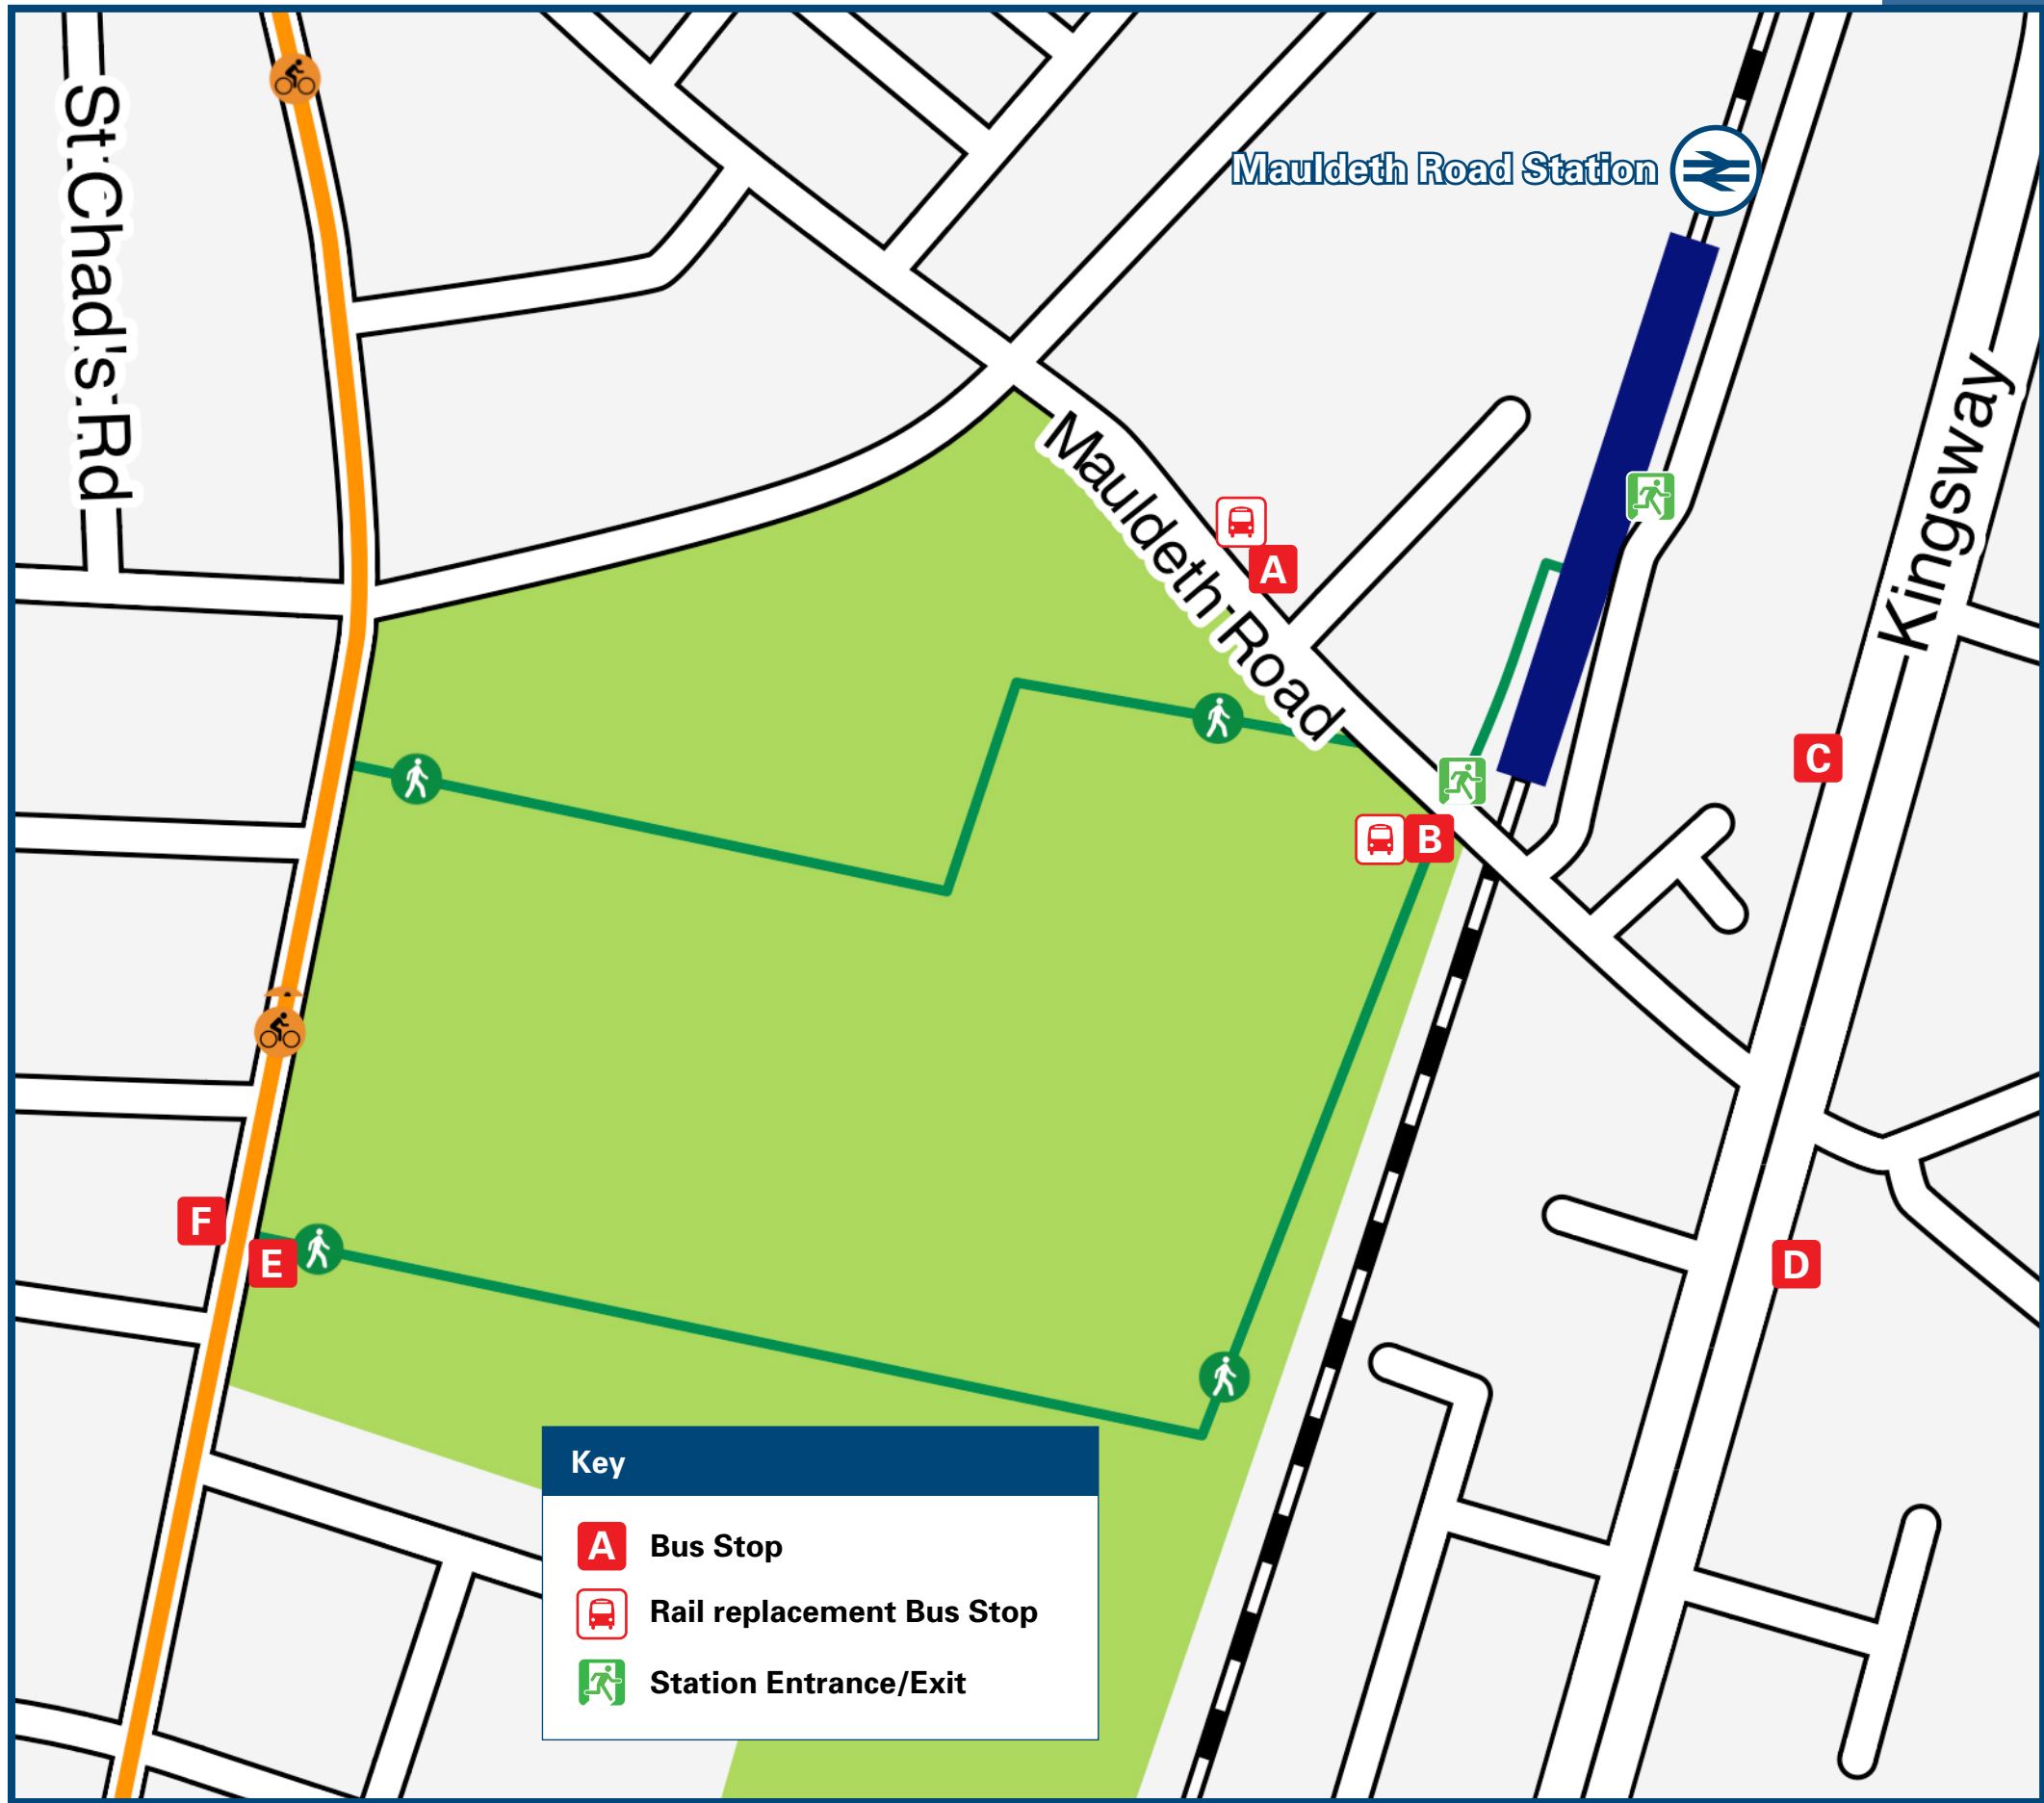 St.Chad's Rd
Mauldeth Road Station
Kingsway
Mauldeth Road
A
C
B
F
E
D
Key
A Bus Stop
Rail replacement Bus Stop
Station Entrance/Exit